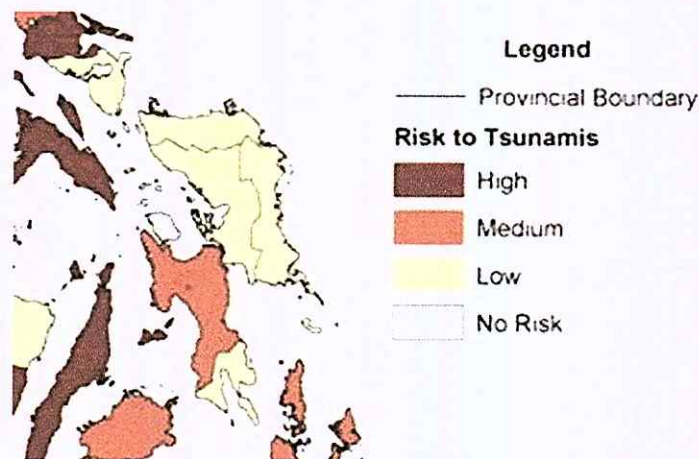 Legend
Provincial Boundary
Risk to Tsunamis
High
Medium
Low
No Risk